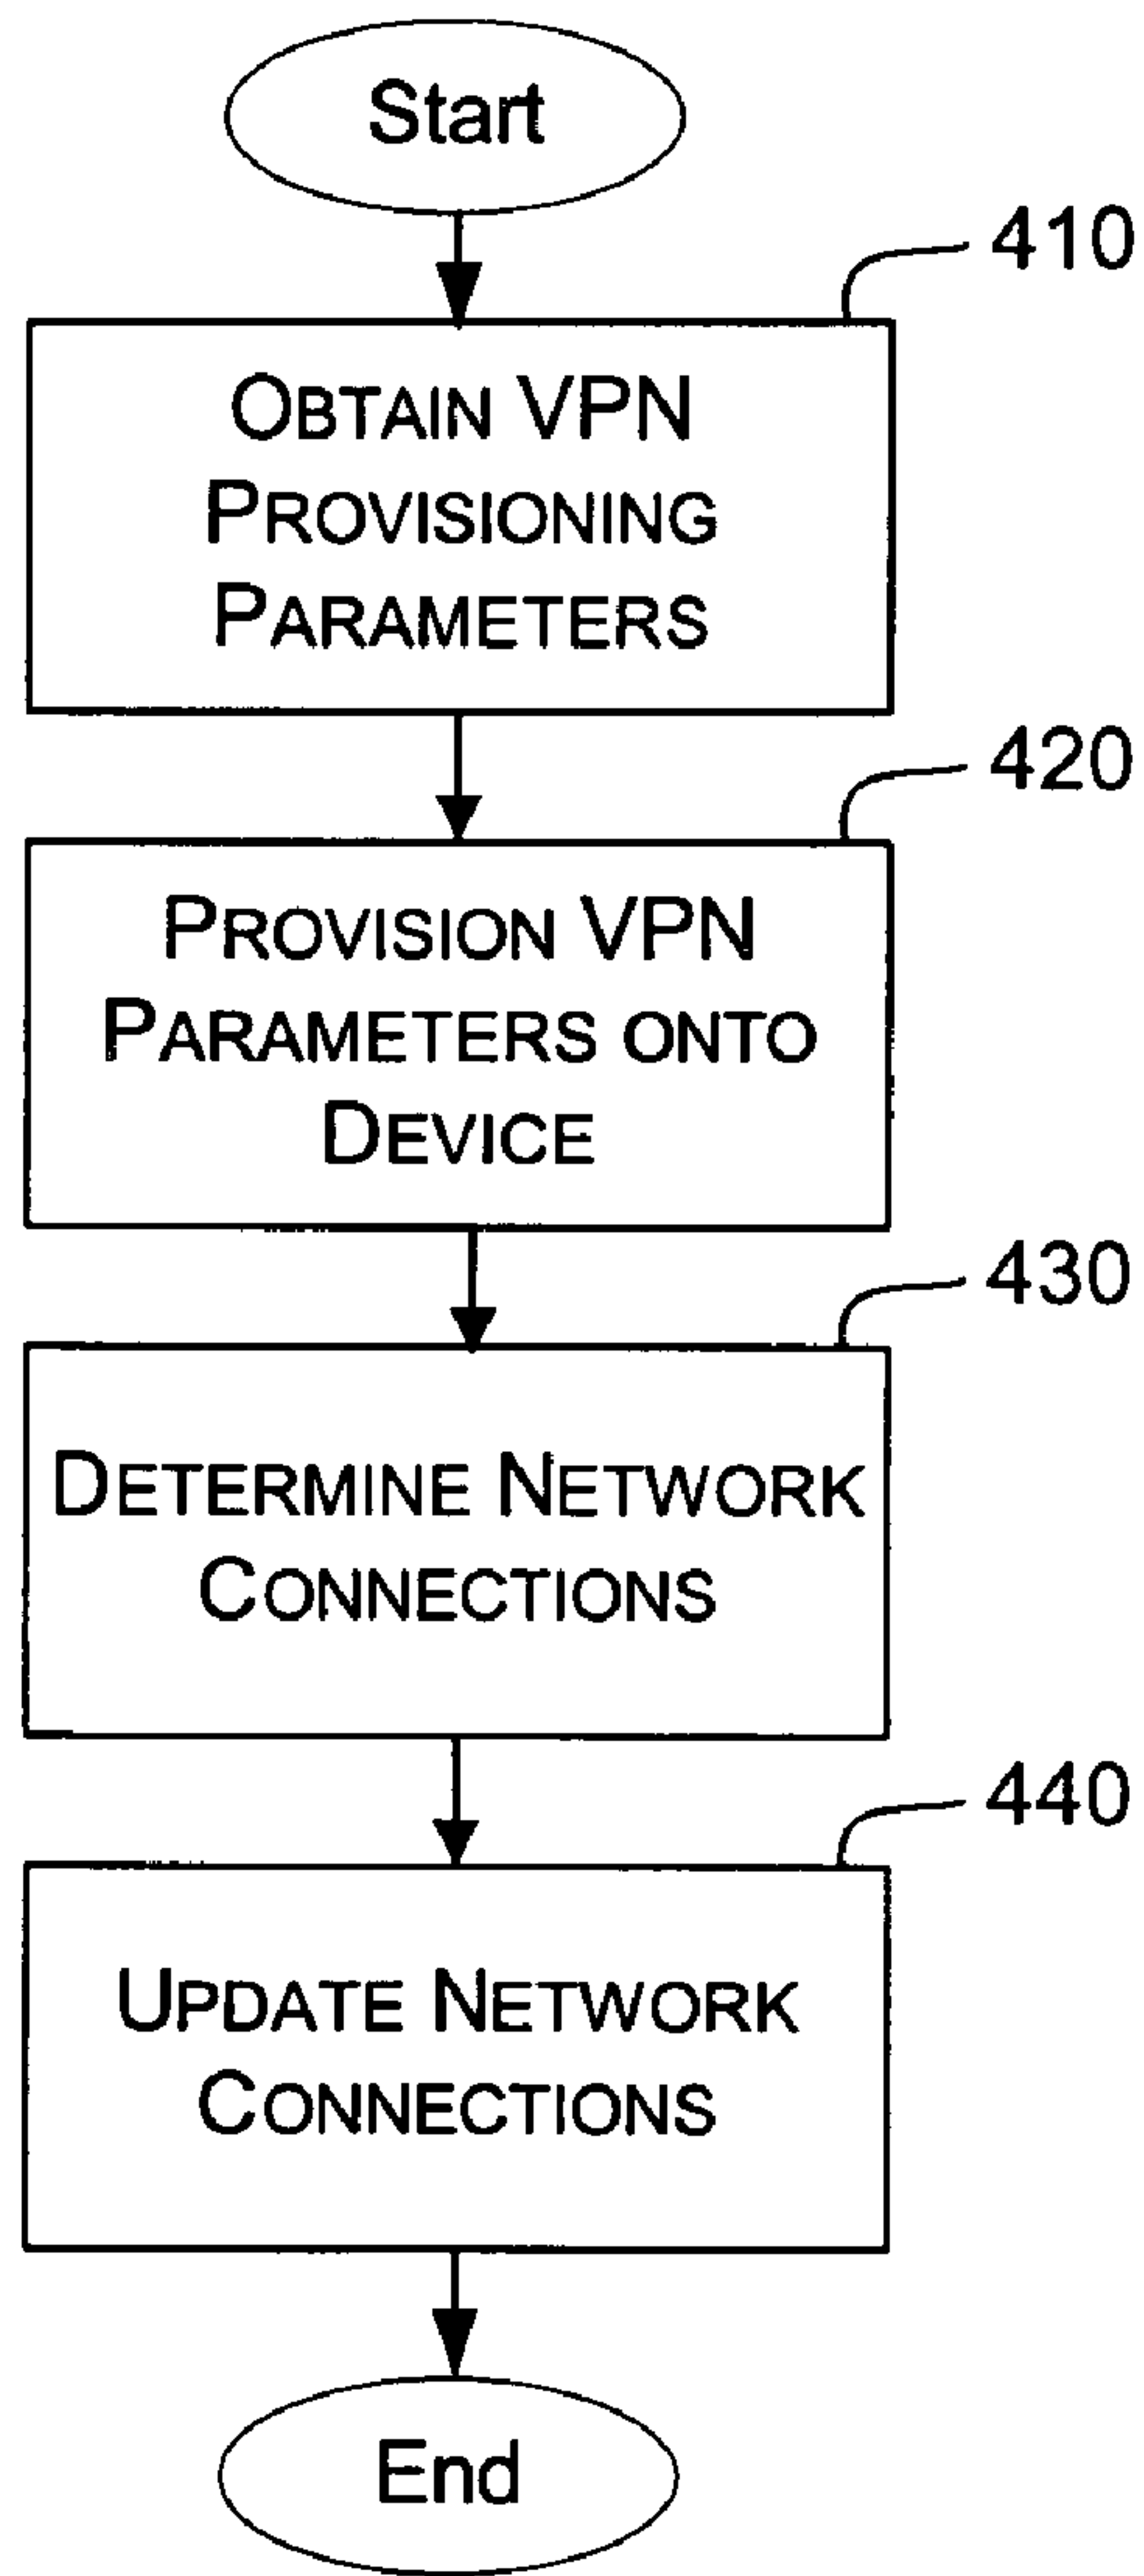 Start
410
OBTAIN VPN
PROVISIONING
PARAMETERS
420
PROVISION VPN
PARAMETERS ONTO
DEVICE
430
DETERMINE NETWORK
CONNECTIONS
440
UPDATE NETWORK
CONNECTIONS
End